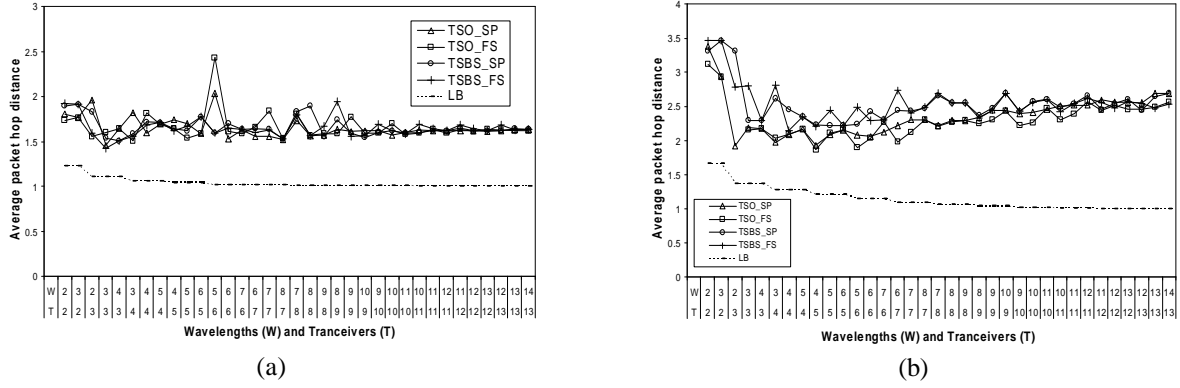 Average packet hop distance
3
2.5
2
1.5
1
0.5
0
TSO_SP
TSO_FS
TSBS_SP
TSBS_FS
LB
W 2 3 2 3 4 3 4 5 4 5 6 5 6 7 6 7 8 7 8 9 8 9 10 9 10 11 10 11 12 11 12 13 12 13 14
T 2 2 3 3 3 4 4 4 5 5 5 6 6 6 7 7 7 8 8 8 9 9 9 10 10 10 11 11 11 12 12 12 13 13 13
Wavelengths (W) and Tranceivers (T)
(a)
Average packet hop distance
4
3.5
3
2.5
2
1.5
1
0.5
0
TSO_SP
TSO_FS
TSBS_SP
TSBS_FS
LB
W 2 3 2 3 4 3 4 5 4 5 6 5 6 7 6 7 8 7 8 9 8 9 10 9 10 11 10 11 12 11 12 13 12 13 14
T 2 2 3 3 3 4 4 4 5 5 5 6 6 6 7 7 7 8 8 8 9 9 9 10 10 10 11 11 11 12 12 12 13 13 13
Wavelengths (W) and Tranceivers (T)
(b)